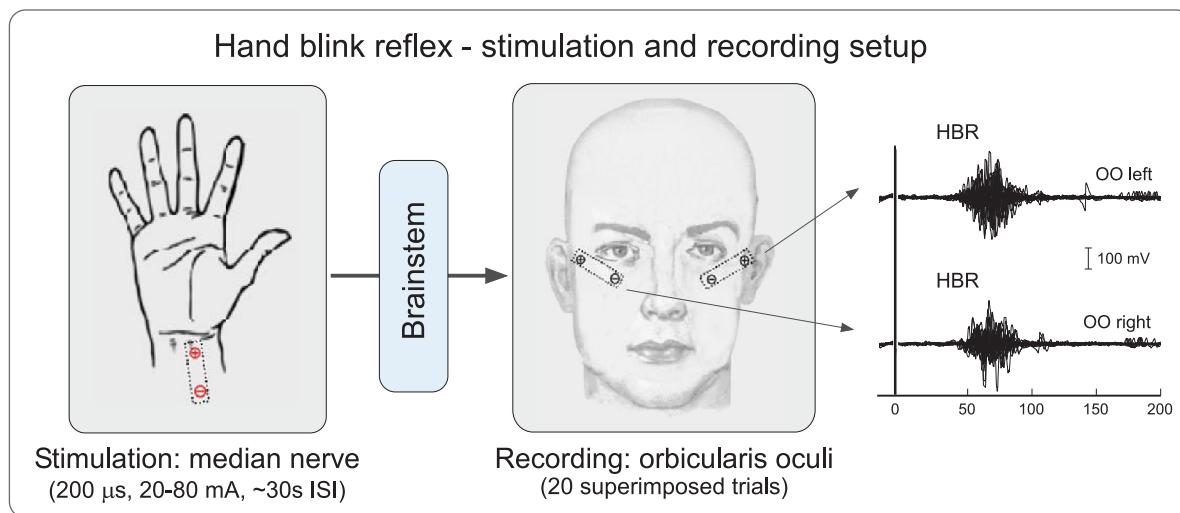 Hand blink reflex - stimulation and recording setup
⊕
⊖
Stimulation: median nerve
(200 μs, 20-80 mA, ~30s ISI)
Brainstem
⊕
⊖
⊖
⊕
Recording: orbicularis oculi
(20 superimposed trials)
HBR
OO left
100 mV
HBR
OO right
0 50 100 150 200